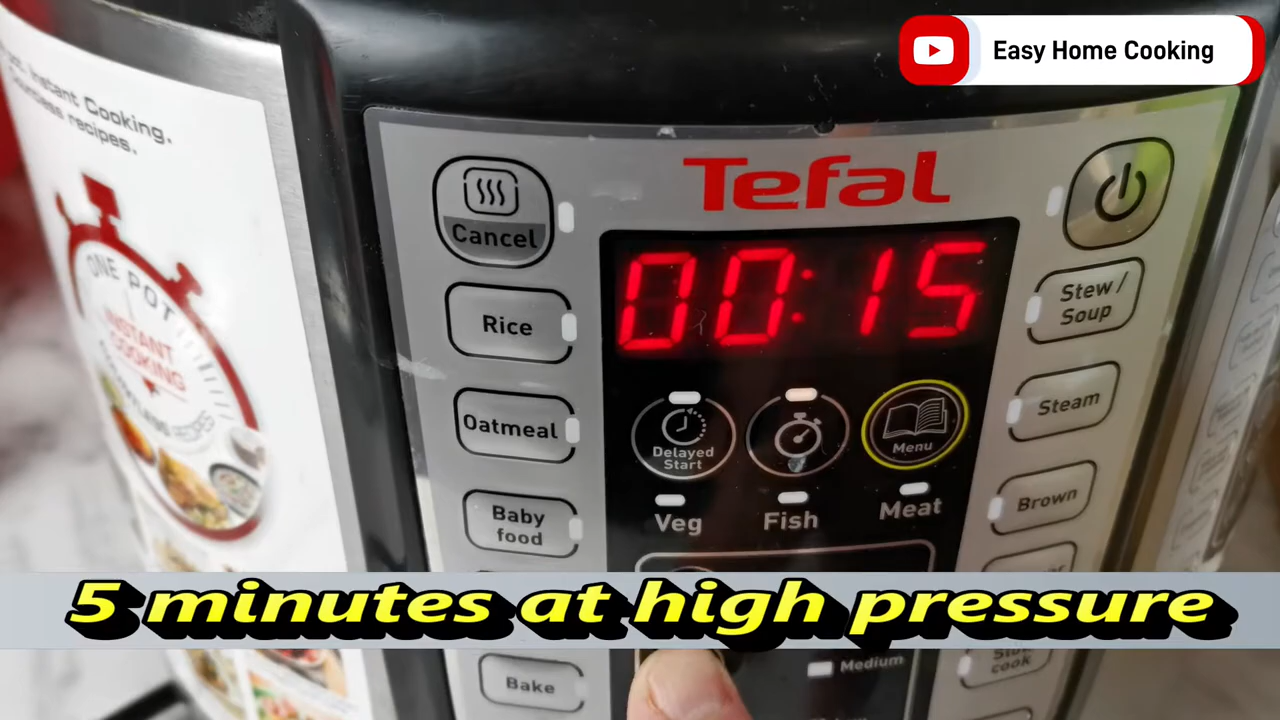 Easy Home Cooking
Instant Cooking.
recipes.
ONE POT
INSTANT
COOKING
Tefal
Cancel
00:15
Rice
Stew /
Soup
Oatmeal
Delayed
Start
Menu
Steam
Baby
food
Veg
Fish
Meat
Brown
5 minutes at high pressure
Bake
Medium
cook